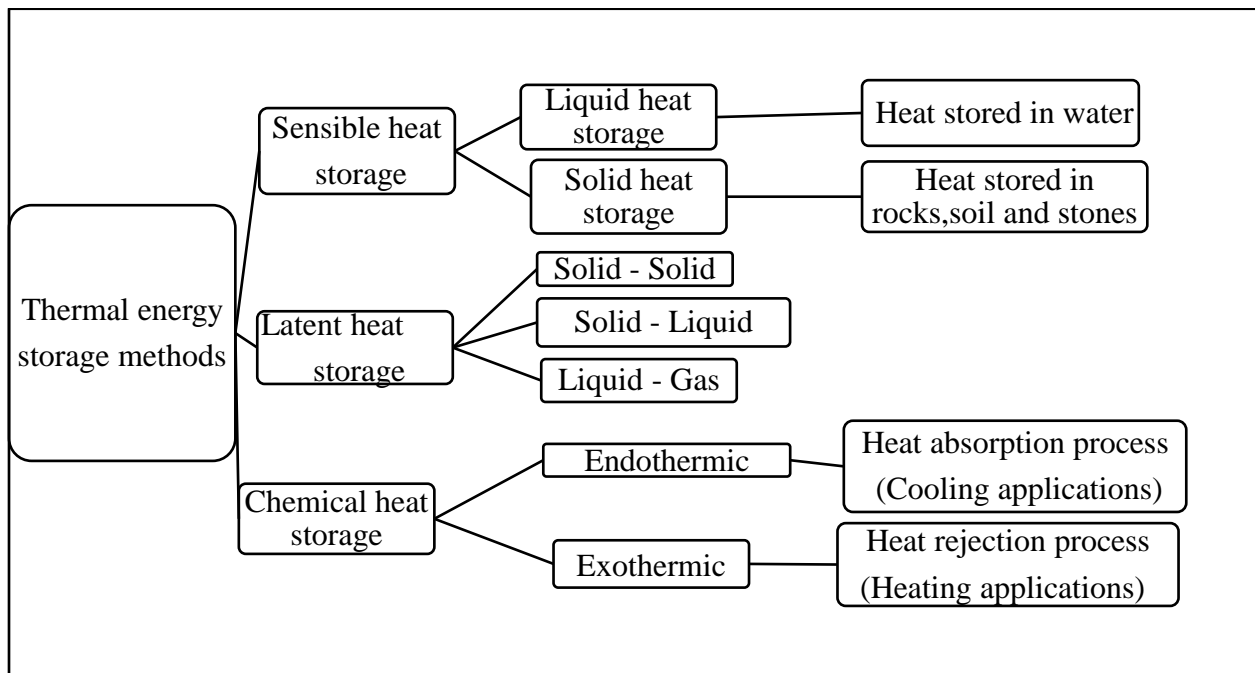 Thermal energy
storage methods
Sensible heat
storage
Liquid heat
storage
Heat stored in water
Solid heat
storage
Heat stored in
rocks,soil and stones
Latent heat
storage
Solid - Solid
Solid - Liquid
Liquid - Gas
Chemical heat
storage
Endothermic
Heat absorption process
(Cooling applications)
Exothermic
Heat rejection process
(Heating applications)